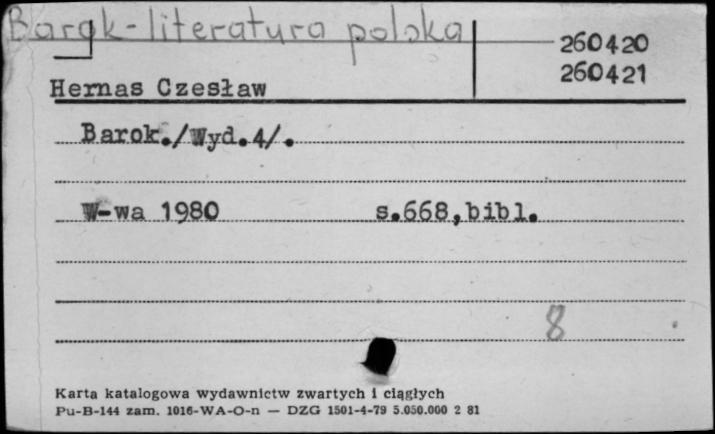 Barok-literatura polska
260420
260421
Hernas Czesław
Barok./Wyd.4/.
W-wa 1980 s.668,bibl.
8
Karta katalogowa wydawnictw zwartych i ciągłych
Pu-B-144 zam. 1016-WA-O-n — DZG 1501-4-79 5.050.000 2 81